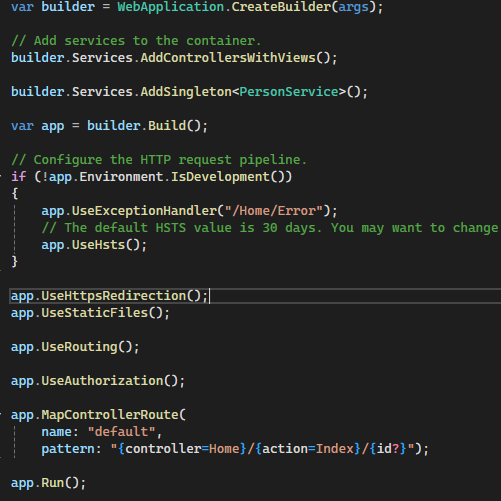 var builder = WebApplication.CreateBuilder(args);
// Add services to the container.
builder.Services.AddControllersWithViews();
builder.Services.AddSingleton<PersonService>();
var app = builder.Build();
// Configure the HTTP request pipeline.
if (!app.Environment.IsDevelopment())
{
    app.UseExceptionHandler("/Home/Error");
    // The default HSTS value is 30 days. You may want to change
    app.UseHsts();
}
app.UseHttpsRedirection();
app.UseStaticFiles();
app.UseRouting();
app.UseAuthorization();
app.MapControllerRoute(
    name: "default",
    pattern: "{controller=Home}/{action=Index}/{id?}");
app.Run();